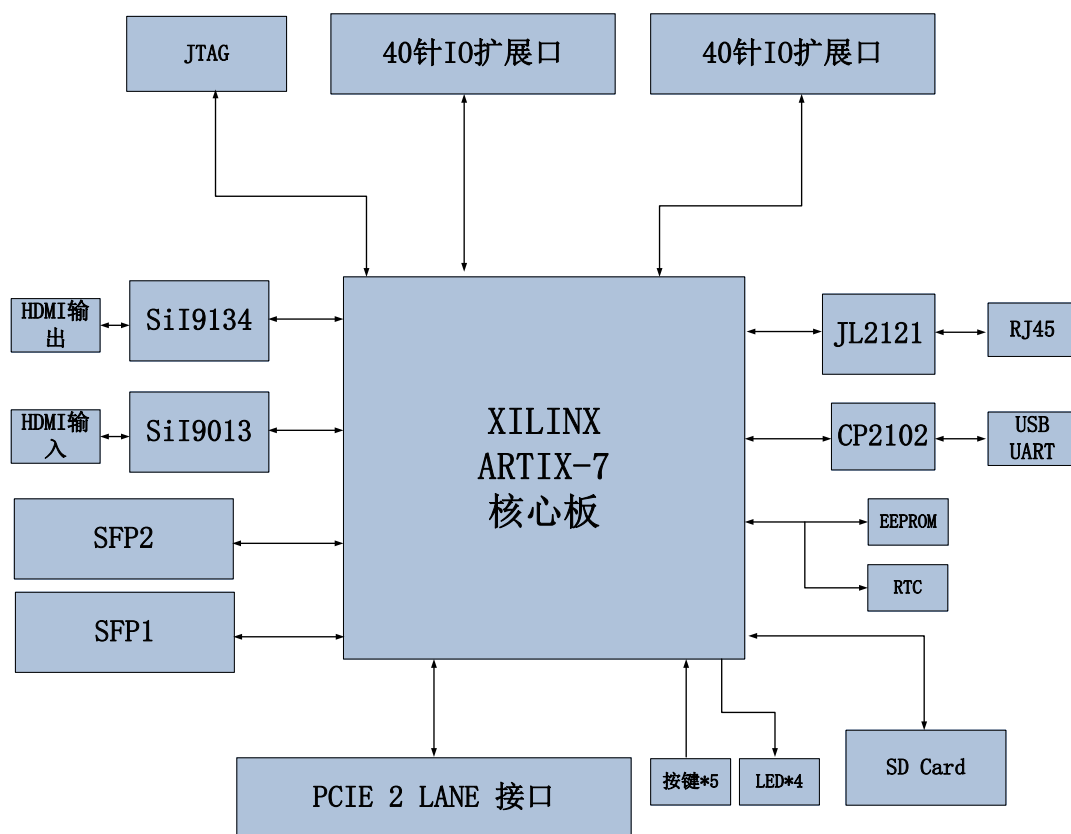 JTAG
40针IO扩展口
40针IO扩展口
HDMI输
出
SiI9134
HDMI输
入
SiI9013
SFP2
SFP1
XILINX
ARTIX-7
核心板
JL2121
RJ45
CP2102
USB
UART
EEPROM
RTC
PCIE 2 LANE 接口
按键*5
LED*4
SD Card